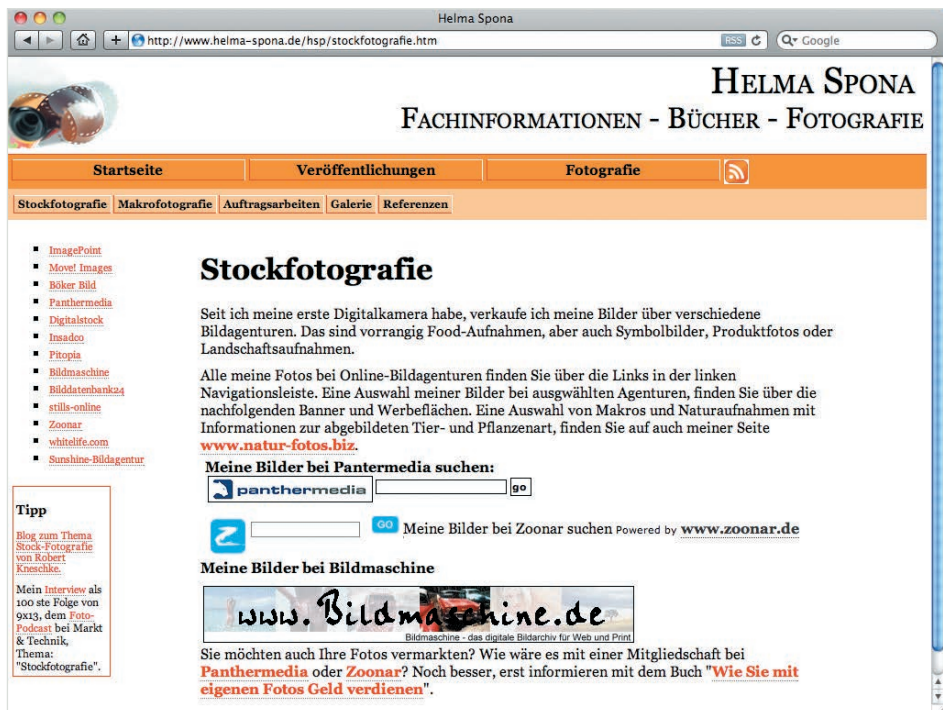 Helma Spona
http://www.helma-spona.de/hsp/stockfotografie.htm
RSS
Google
HELMA SPONA
FACHINFORMATIONEN - BÜCHER - FOTOGRAFIE
Startseite Veröffentlichungen Fotografie
Stockfotografie Makrofotografie Auftragsarbeiten Galerie Referenzen
ImagePoint
Move! Images
Böker Bild
Panthermedia
Digitalstock
Insadco
Pitopia
Bildmaschine
Bilddatenbank24
stills-online
Zoonar
whitelife.com
Sunshine-Bildagentur
Tipp
Blog zum Thema
Stock-Fotografie
von Robert
Kneschke.
Mein Interview als
100 ste Folge von
9x13, dem Foto-
Podcast bei Markt
& Technik,
Thema:
"Stockfotografie".
Stockfotografie
Seit ich meine erste Digitalkamera habe, verkaufe ich meine Bilder über verschiedene
Bildagenturen. Das sind vorrangig Food-Aufnahmen, aber auch Symbolbilder, Produktfotos oder
Landschaftsaufnahmen.
Alle meine Fotos bei Online-Bildagenturen finden Sie über die Links in der linken
Navigationsleiste. Eine Auswahl meiner Bilder bei ausgwählten Agenturen, finden Sie über die
nachfolgenden Banner und Werbeflächen. Eine Auswahl von Makros und Naturaufnahmen mit
Informationen zur abgebildeten Tier- und Pflanzenart, finden Sie auf auch meiner Seite
www.natur-fotos.biz.
Meine Bilder bei Pantermedia suchen:
panthermedia go
Z GO Meine Bilder bei Zoonar suchen Powered by www.zoonar.de
Meine Bilder bei Bildmaschine
www.Bildmaschine.de
Bildmaschine - das digitale Bildarchiv für Web und Print
Sie möchten auch Ihre Fotos vermarkten? Wie wäre es mit einer Mitgliedschaft bei
Panthermedia oder Zoonar? Noch besser, erst informieren mit dem Buch "Wie Sie mit
eigenen Fotos Geld verdienen".